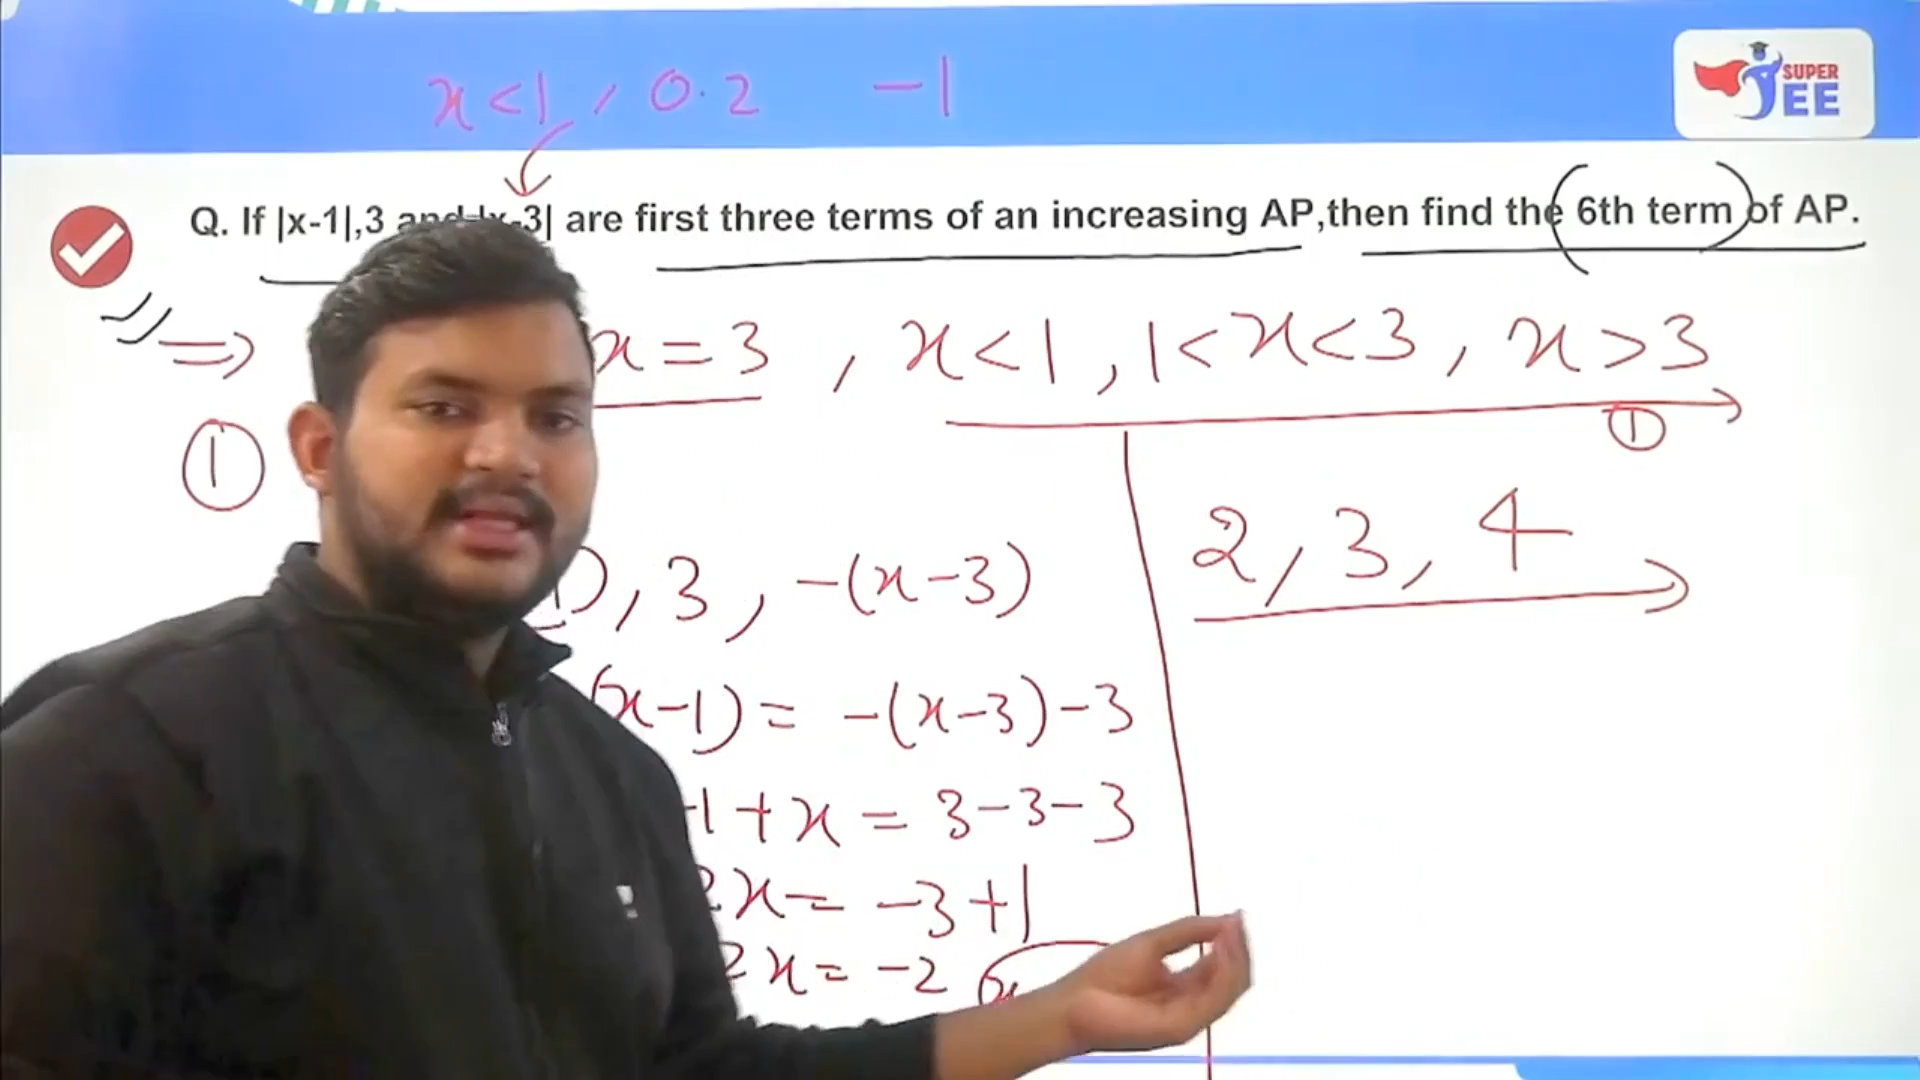 x<1, 0.2 -1
SUPER
JEE
Q. If |x-1|,3 and |x-3| are first three terms of an increasing AP,then find the 6th term of AP.
⇒ x = 3, x<1, 1<x<3, x>3
① ①
2, 3, 4
), 3, -(x-3)
(x-1) = -(x-3)-3
-1+x = 3-3-3
2x = -3+1
2x = -2 (x